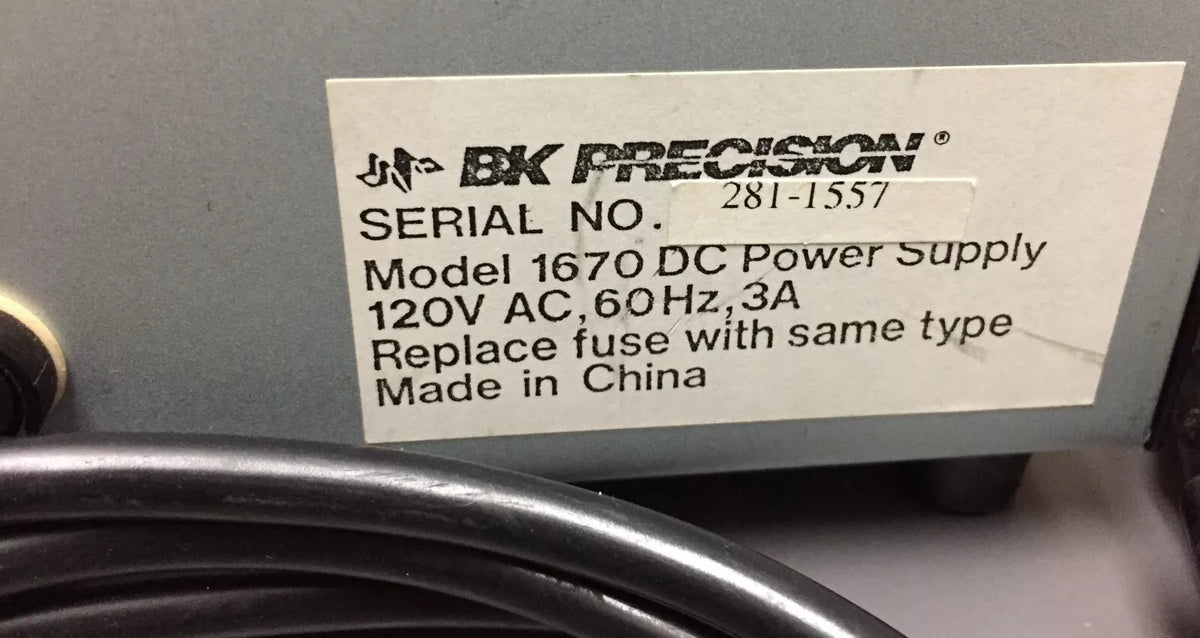 BK PRECISION®
SERIAL NO. 281-1557
Model 1670 DC Power Supply
120V AC, 60Hz, 3A
Replace fuse with same type
Made in China